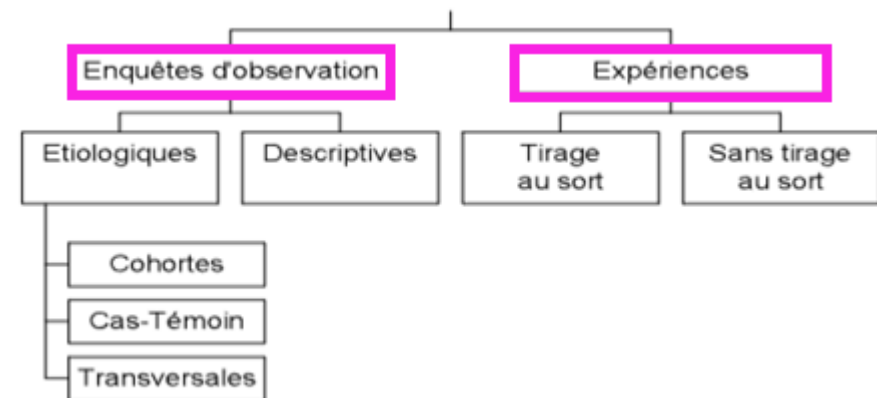 Enquêtes d'observation
Expériences
Etiologiques
Descriptives
Tirage
au sort
Sans tirage
au sort
Cohortes
Cas-Témoin
Transversales